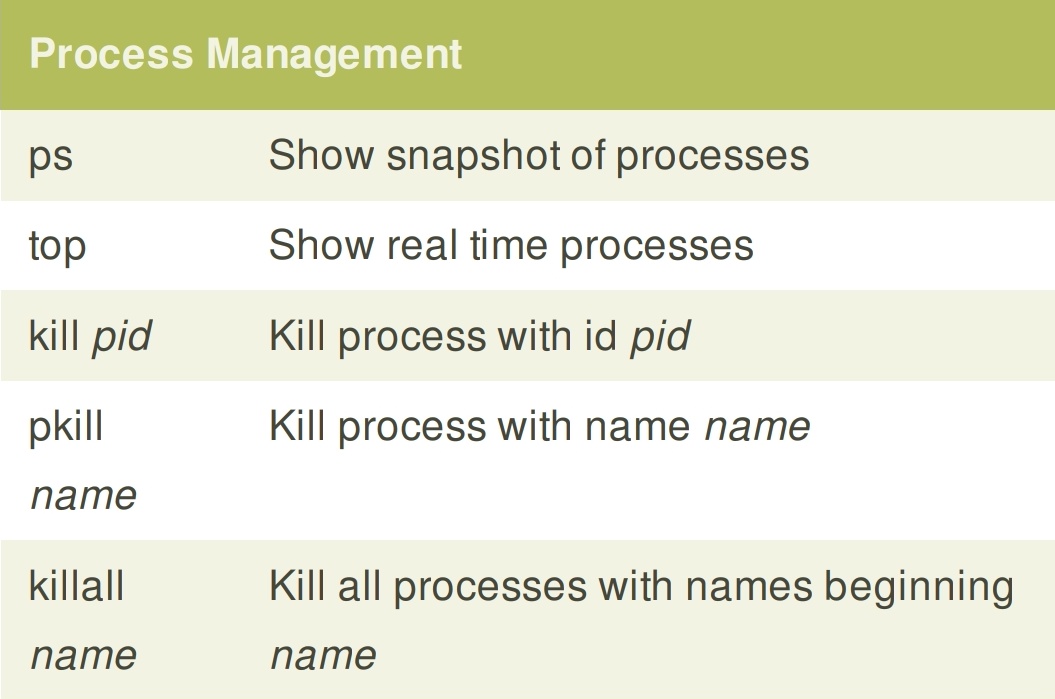 Process Management
ps Show snapshot of processes
top Show real time processes
kill pid Kill process with id pid
pkill Kill process with name name
name
killall Kill all processes with names beginning
name name